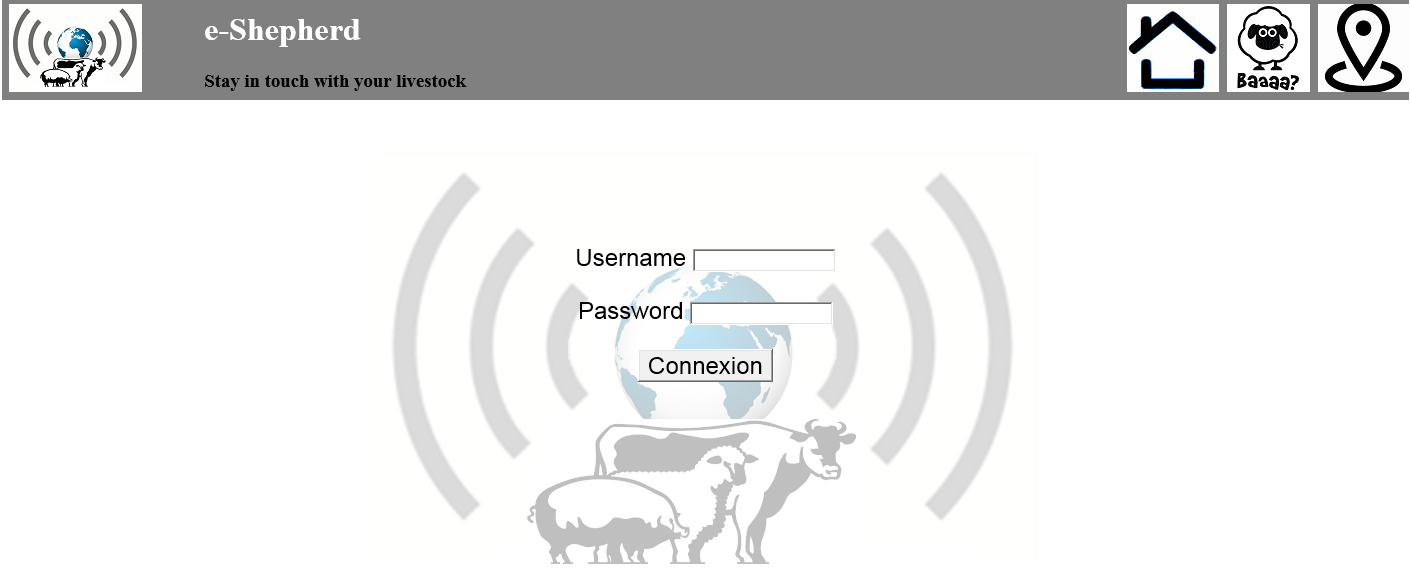 e-Shepherd
Stay in touch with your livestock
Baaaa?
Username
Password
Connexion